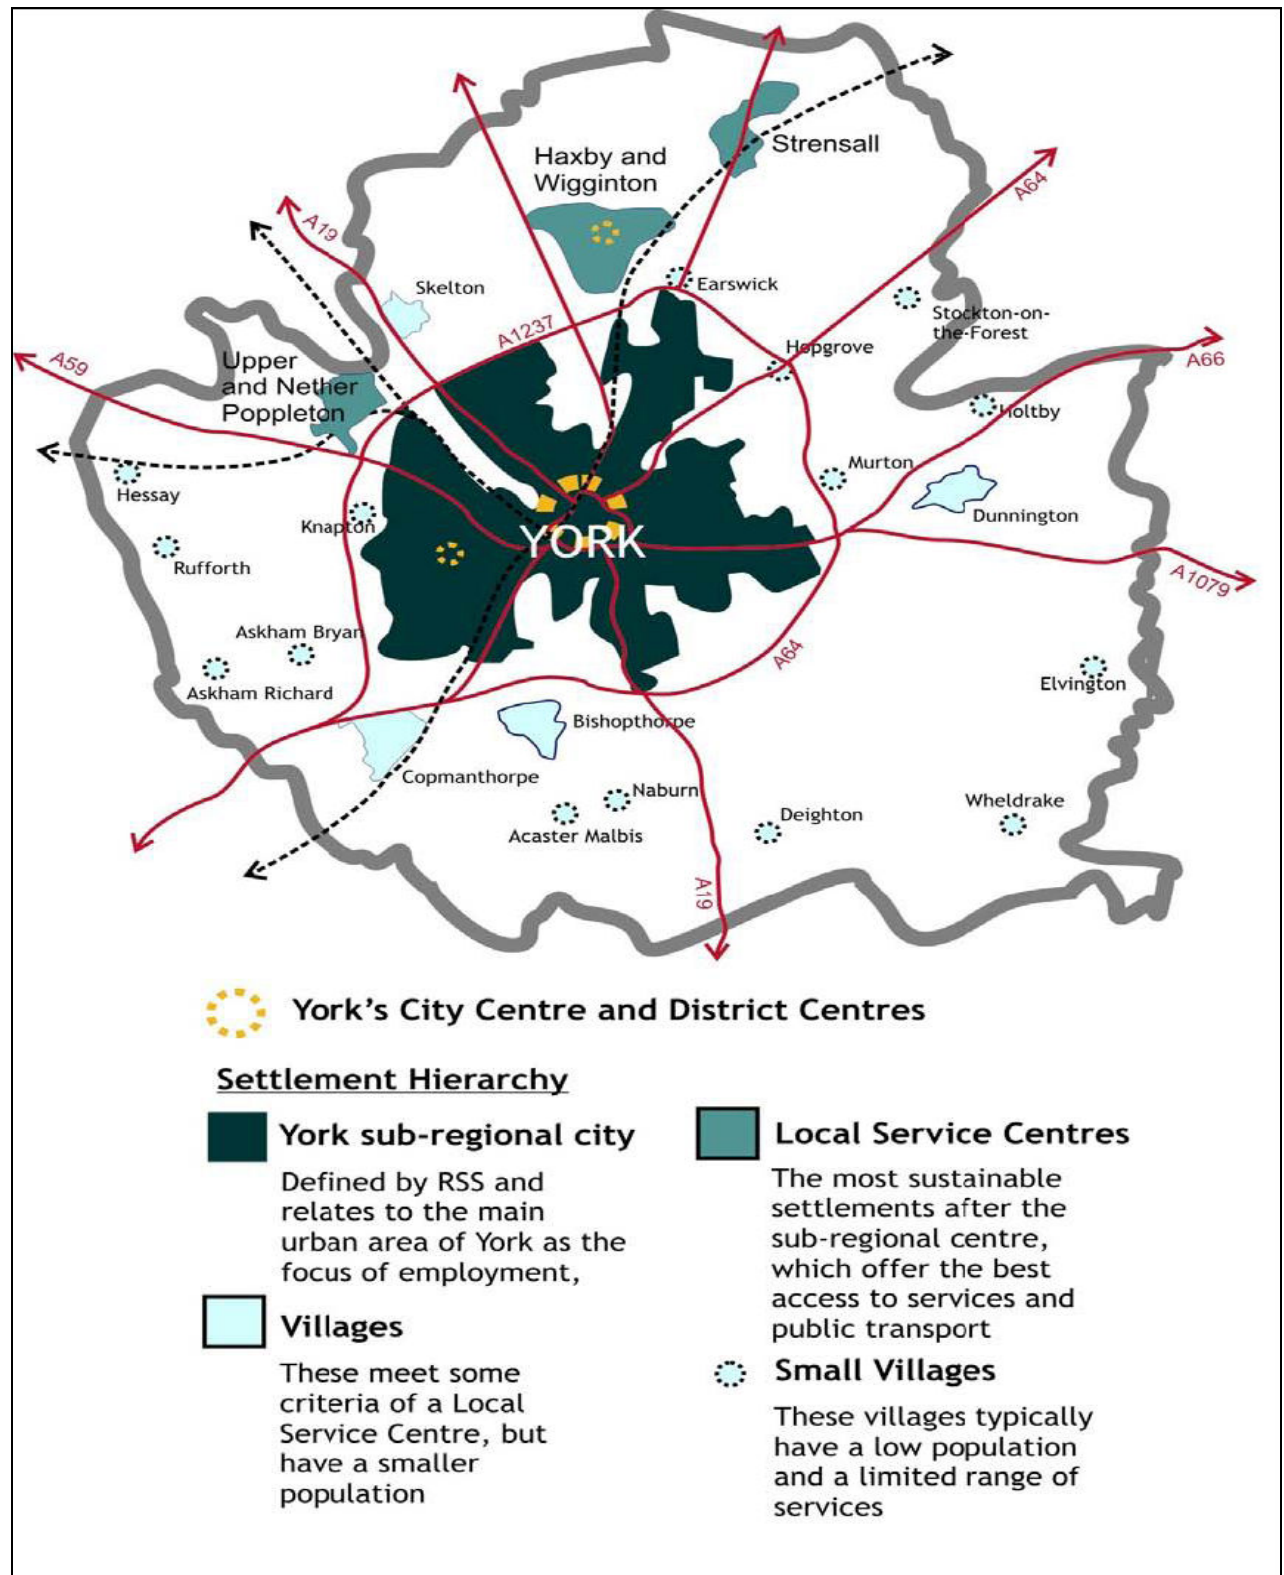 Strensall
Haxby and
Wigginton
A64
A19
Skelton
Earswick
Stockton-on-
the-Forest
A1237
Hopgrove
A66
A59
Upper
and Nether
Poppleton
Holtby
Murton
Hessay
Dunnington
Knapton
YORK
Rufforth
A1079
Askham Bryan
A64
Askham Richard
Elvington
Bishopthorpe
Copmanthorpe
Naburn
Wheldrake
Deighton
Acaster Malbis
A19
York's City Centre and District Centres
Settlement Hierarchy
York sub-regional city
Defined by RSS and
relates to the main
urban area of York as the
focus of employment,
Villages
These meet some
criteria of a Local
Service Centre, but
have a smaller
population
Local Service Centres
The most sustainable
settlements after the
sub-regional centre,
which offer the best
access to services and
public transport
Small Villages
These villages typically
have a low population
and a limited range of
services